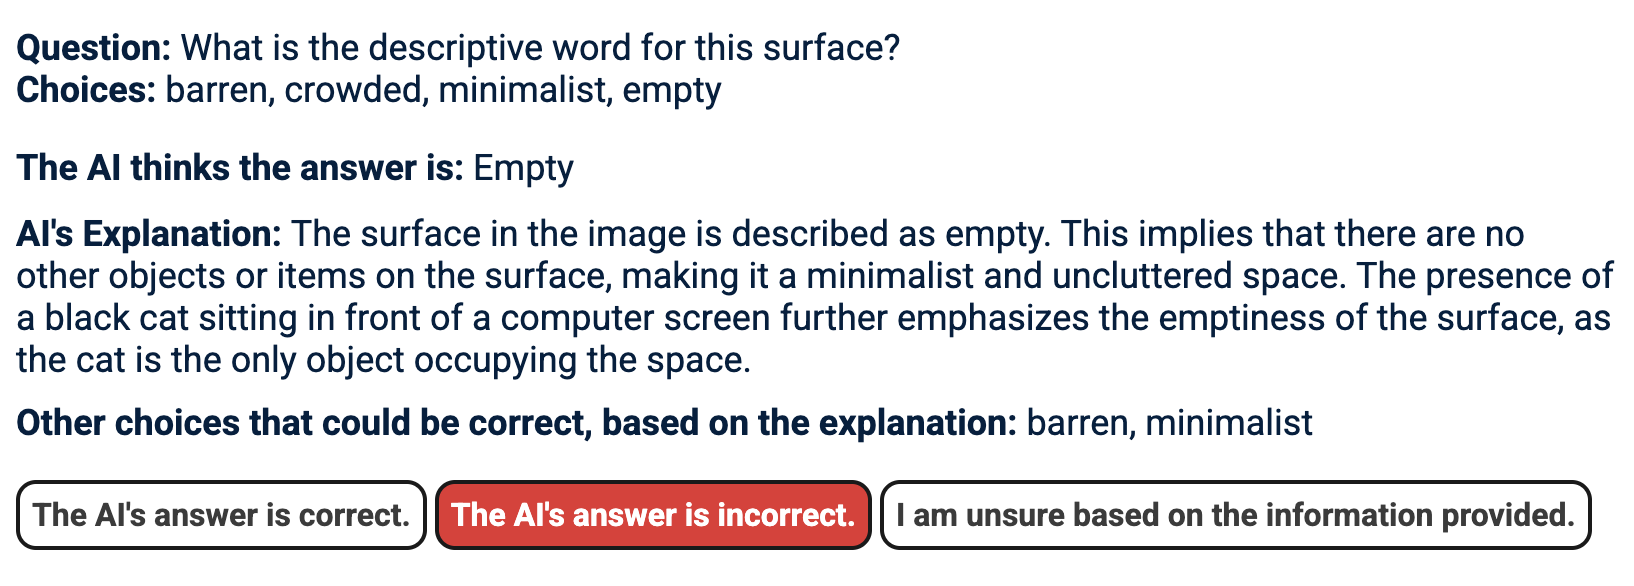 Question: What is the descriptive word for this surface?
Choices: barren, crowded, minimalist, empty
The AI thinks the answer is: Empty
AI's Explanation: The surface in the image is described as empty. This implies that there are no
other objects or items on the surface, making it a minimalist and uncluttered space. The presence of
a black cat sitting in front of a computer screen further emphasizes the emptiness of the surface, as
the cat is the only object occupying the space.
Other choices that could be correct, based on the explanation: barren, minimalist
The AI's answer is correct. The AI's answer is incorrect. I am unsure based on the information provided.